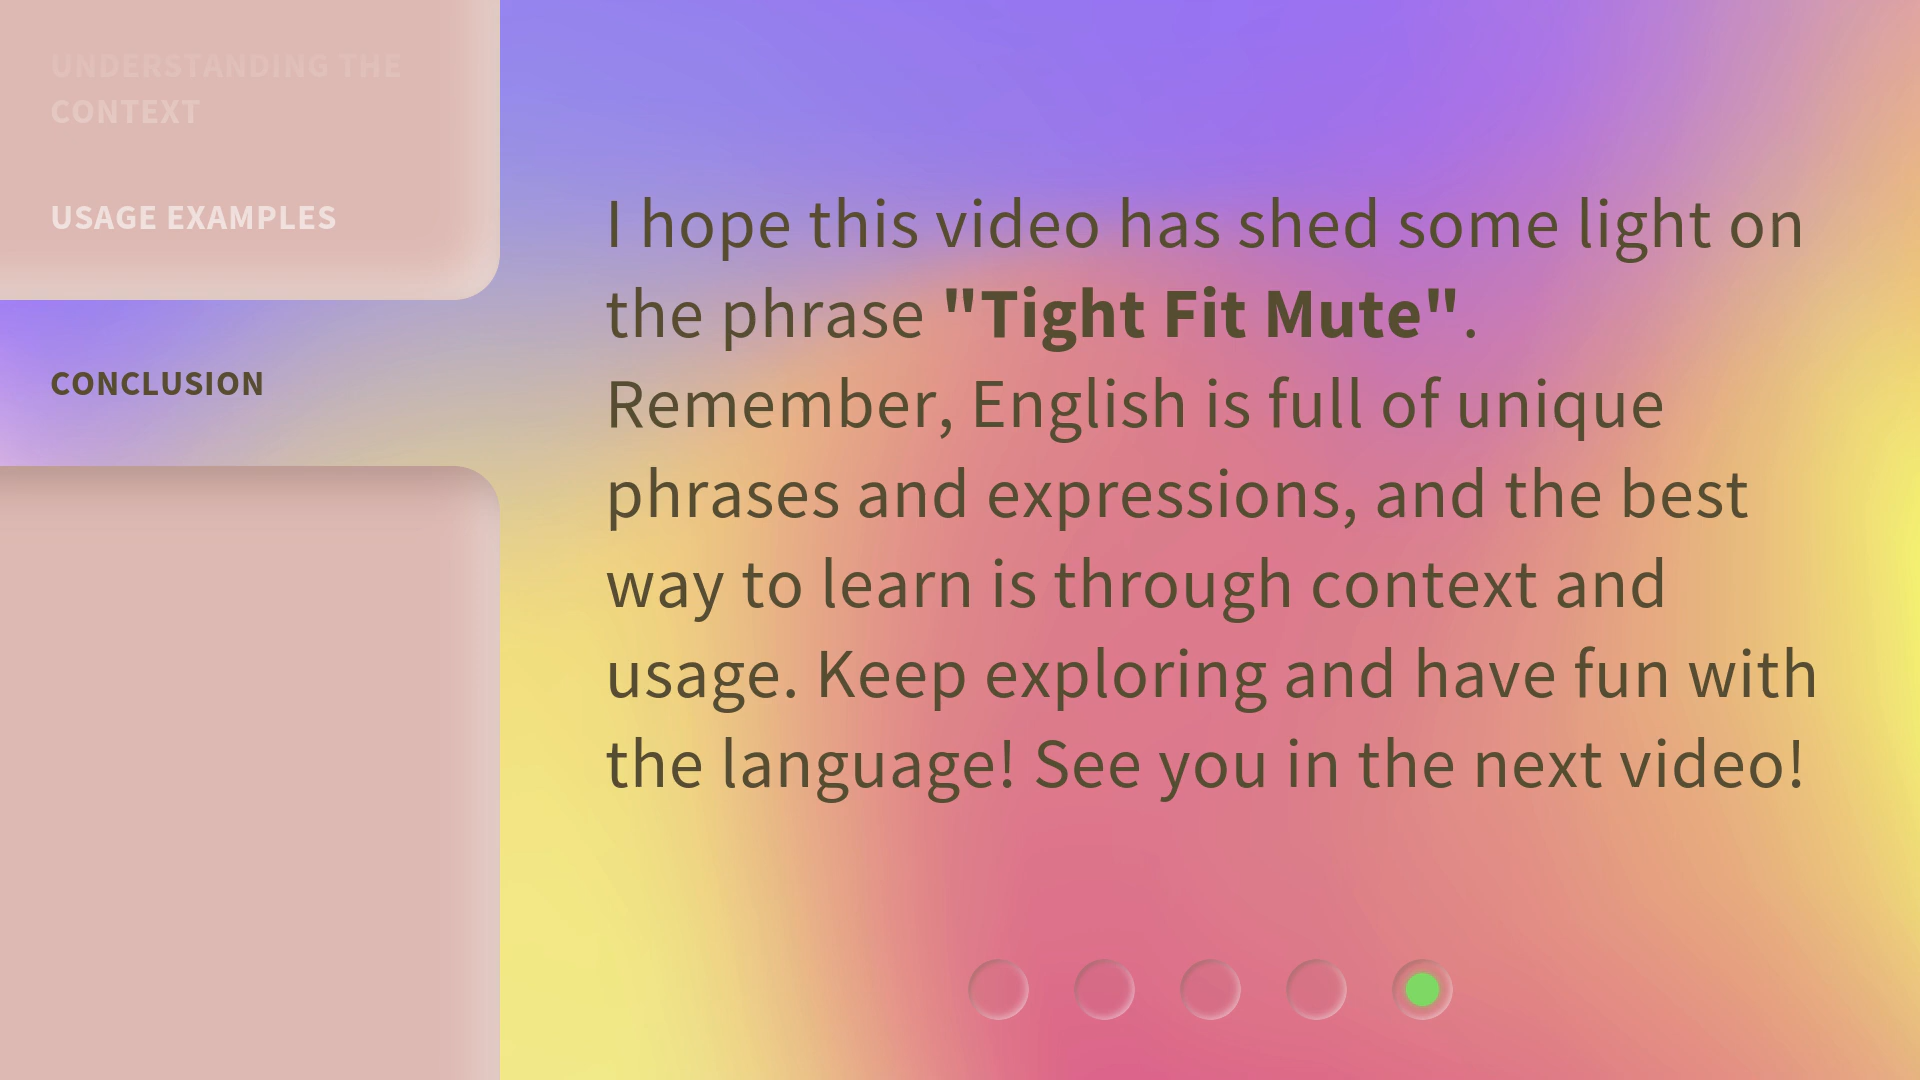 UNDERSTANDING THE
CONTEXT
USAGE EXAMPLES
CONCLUSION
I hope this video has shed some light on
the phrase "Tight Fit Mute".
Remember, English is full of unique
phrases and expressions, and the best
way to learn is through context and
usage. Keep exploring and have fun with
the language! See you in the next video!